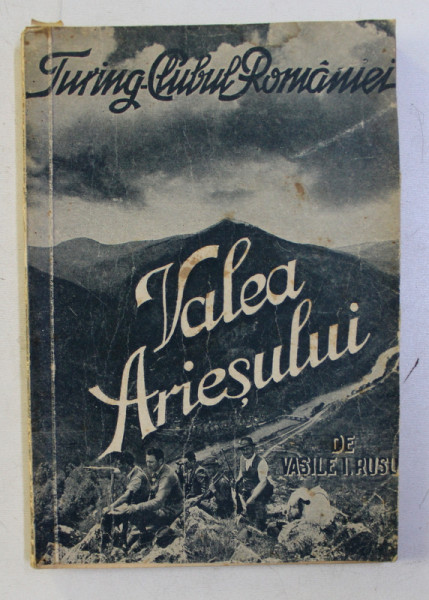 Turing-Clubul României
Valea
Arieșului
DE
VASILE I. RUSU